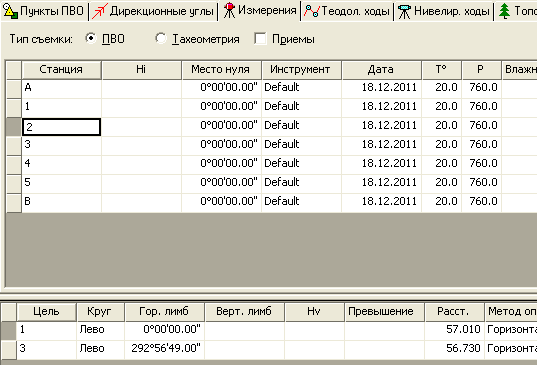 Пункты ПВО Дирекционные углы Измерения Теодол. ходы Нивелир. ходы Топо
Тип съемки: ПВО Тахеометрия Приемы
Станция Hi Место нуля Инструмент Дата T° P Влажн
A 0°00'00.00" Default 18.12.2011 20.0 760.0
1 0°00'00.00" Default 18.12.2011 20.0 760.0
2 0°00'00.00" Default 18.12.2011 20.0 760.0
3 0°00'00.00" Default 18.12.2011 20.0 760.0
4 0°00'00.00" Default 18.12.2011 20.0 760.0
5 0°00'00.00" Default 18.12.2011 20.0 760.0
B 0°00'00.00" Default 18.12.2011 20.0 760.0
Цель Круг Гор. лимб Верт. лимб Hv Превышение Расст. Метод оп
1 Лево 0°00'00.00" 57.010 Горизонта
3 Лево 292°56'49.00" 56.730 Горизонта